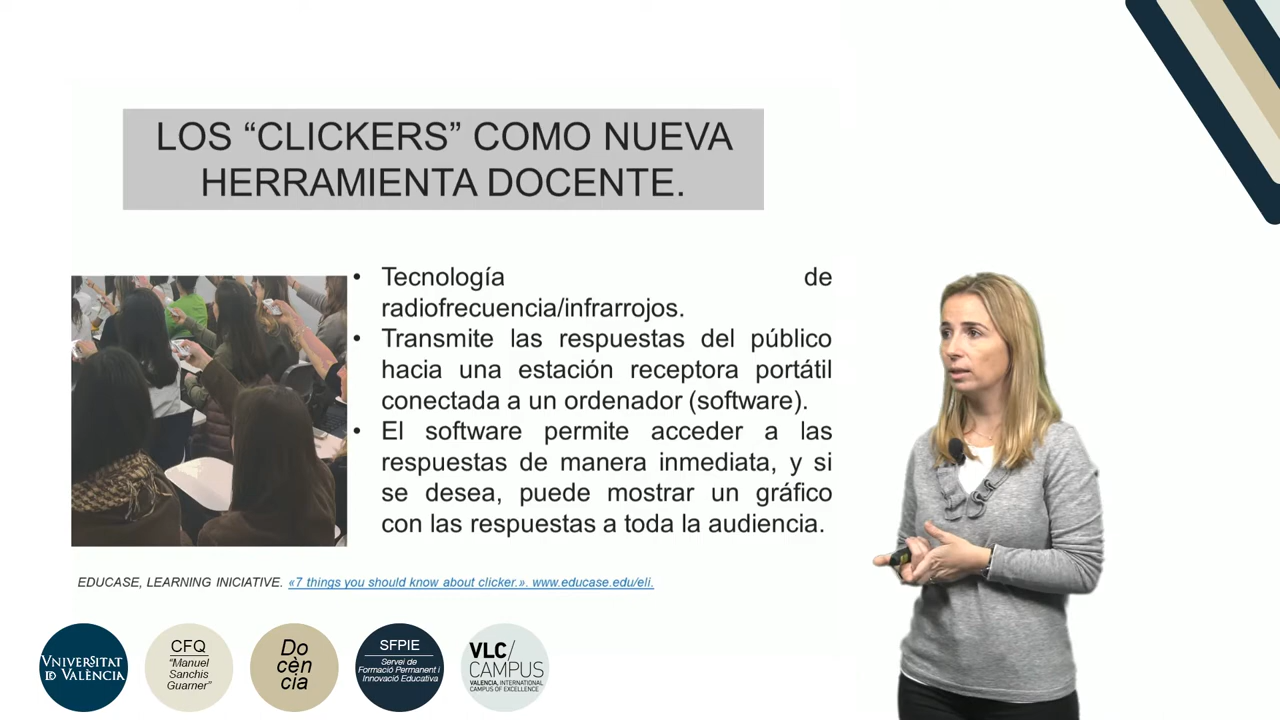 LOS “CLICKERS” COMO NUEVA
HERRAMIENTA DOCENTE.
• Tecnología de
radiofrecuencia/infrarrojos.
• Transmite las respuestas del público
hacia una estación receptora portátil
conectada a un ordenador (software).
• El software permite acceder a las
respuestas de manera inmediata, y si
se desea, puede mostrar un gráfico
con las respuestas a toda la audiencia.
EDUCASE, LEARNING INICIATIVE. «7 things you should know about clicker.». www.educase.edu/eli.
VNIVERSITAT
ID VALÈNCIA
CFQ
“Manuel
Sanchis
Guarner”
Do
cèn
cia
SFPIE
Servei de
Formació Permanent i
Innovació Educativa
VLC/
CAMPUS
VALENCIA, INTERNATIONAL
CAMPUS OF EXCELLENCE